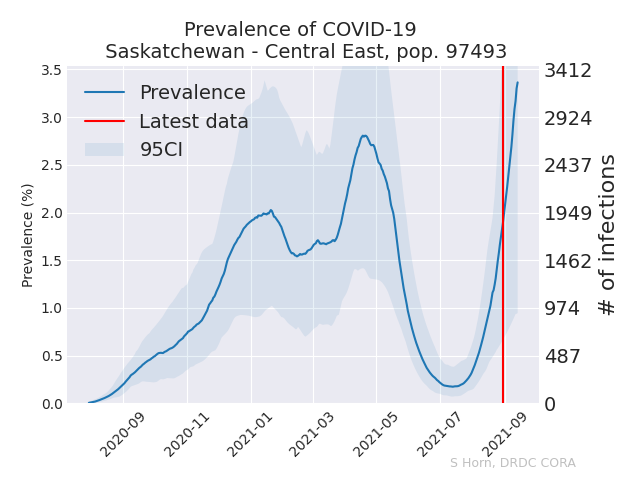 Prevalence of COVID-19
Saskatchewan - Central East, pop. 97493
Prevalence
Latest data
95CI
Prevalence (%)
3.5
3.0
2.5
2.0
1.5
1.0
0.5
0.0
3412
2924
2437
1949
1462
974
487
0
# of infections
2020-09
2020-11
2021-01
2021-03
2021-05
2021-07
2021-09
S Horn, DRDC CORA